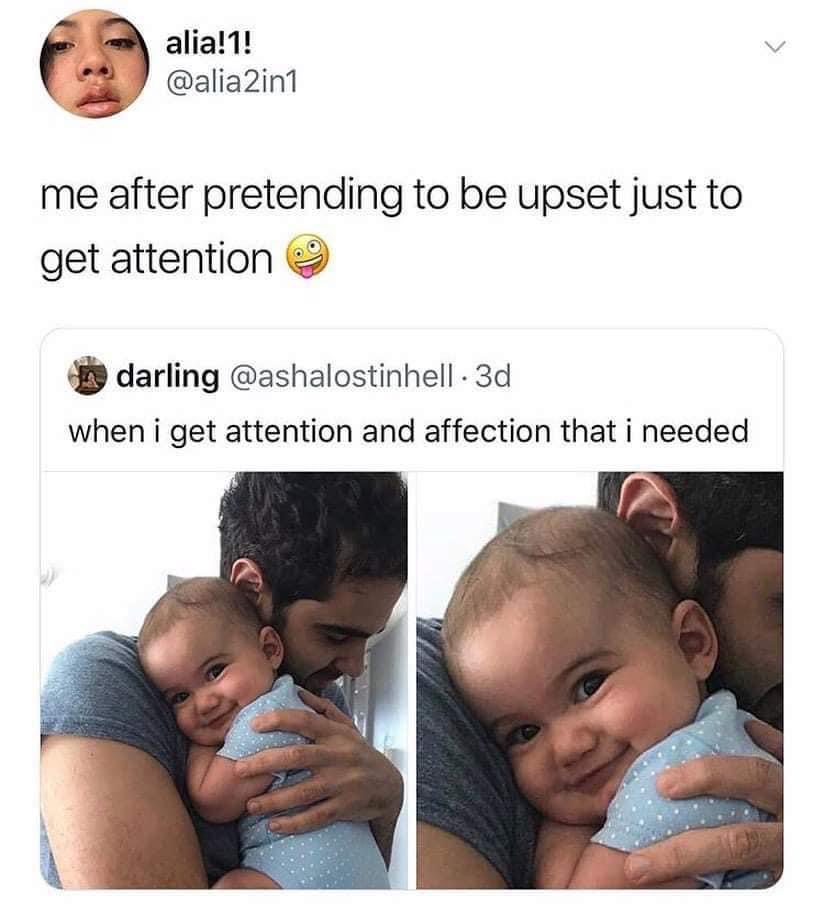 alia!1!
@alia2in1
me after pretending to be upset just to
get attention 🤪
darling @ashalostinhell · 3d
when i get attention and affection that i needed